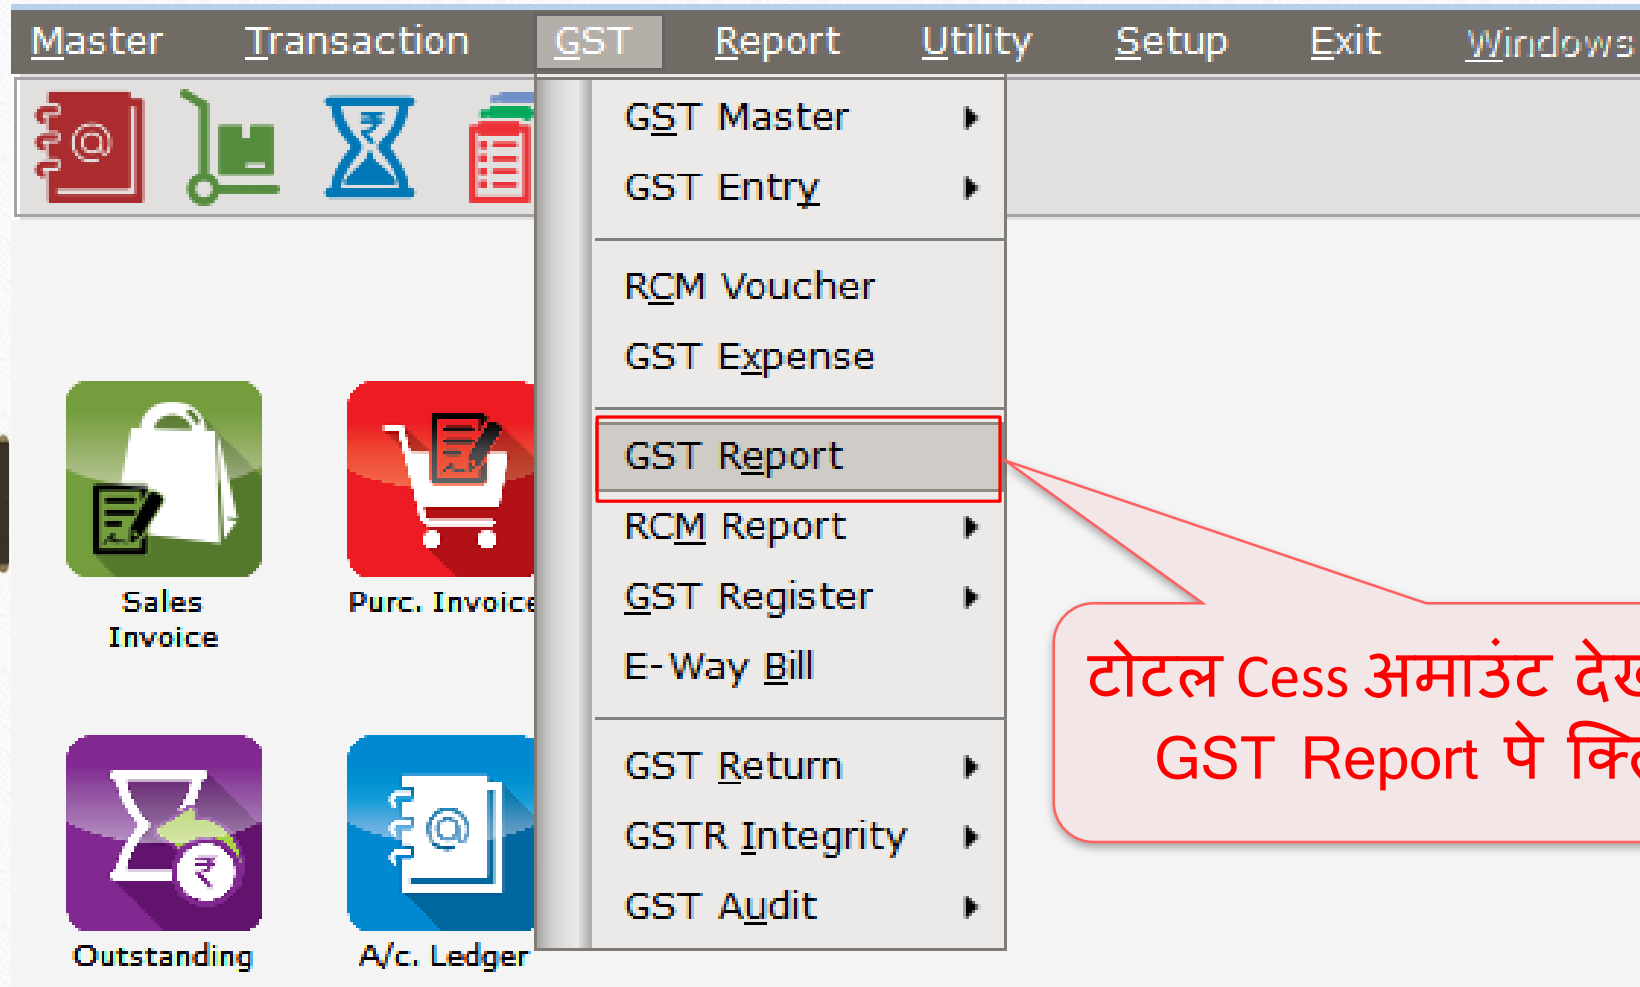 Master Transaction GST Report Utility Setup Exit Windows
GST Master
GST Entry
RCM Voucher
GST Expense
GST Report
RCM Report
GST Register
E-Way Bill
GST Return
GSTR Integrity
GST Audit
Sales
Invoice
Purc. Invoice
Outstanding
A/c. Ledger
टोटल Cess अमाउंट
GST Report पे